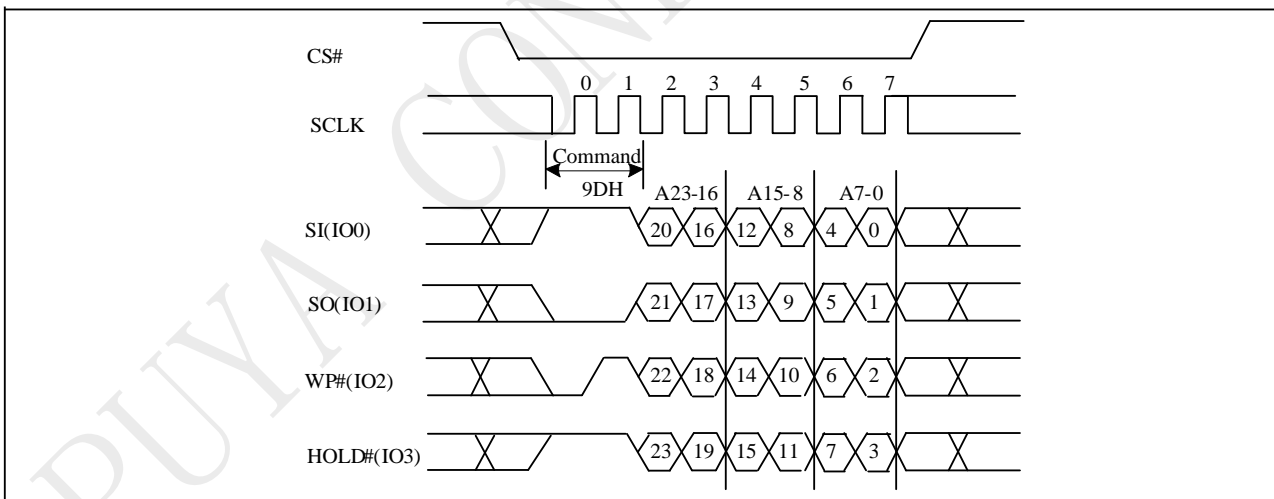 CS#
0 1 2 3 4 5 6 7
SCLK
Command
9DH
A23-16 A15-8 A7-0
SI(IO0) 20 16 12 8 4 0
SO(IO1) 21 17 13 9 5 1
WP#(IO2) 22 18 14 10 6 2
HOLD#(IO3) 23 19 15 11 7 3
PUYA CON